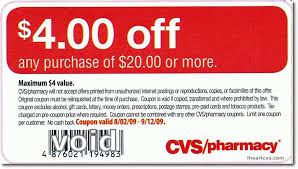 $4.00 off
any purchase of $20.00 or more.
Maximum $4 value.
CVS/pharmacy will not accept offers printed from unauthorized internet postings or reproductions, copies, or facsimiles of this offer.
Original coupon must be relinquished at the time of purchase. Coupon is void if copied, transferred and where prohibited by law. This
coupon excludes alcohol, gift cards, lottery, money orders, prescriptions, postage stamps, pre-paid cards and tobacco products. Tax
charged on pre-coupon price where required. Coupon cannot be combined with any other CVS/pharmacy coupons. Limit one coupon
per customer, no cash back. Coupon valid 8/02/09 - 9/12/09.
Void
4 876021 194983
CVS/pharmacy
iheartcvs.com